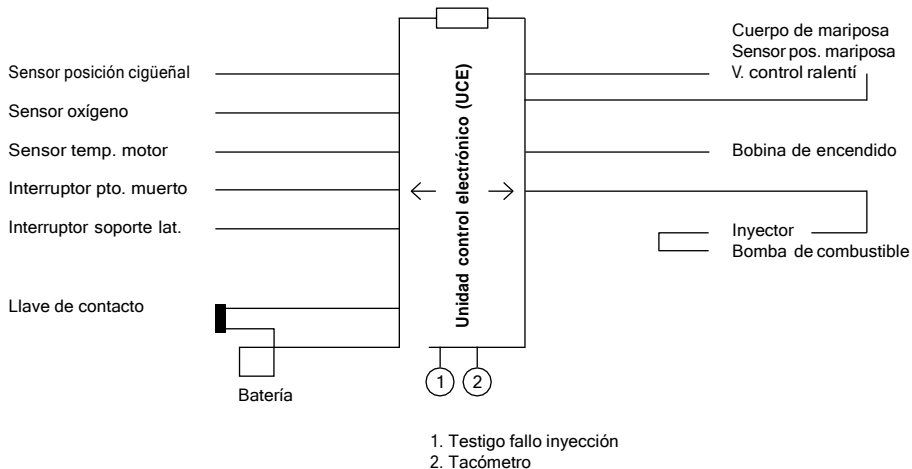 Sensor posición cigüeñal
Sensor oxígeno
Sensor temp. motor
Interruptor pto. muerto
Interruptor soporte lat.
Llave de contacto
Batería
Unidad control electrónico (UCE)
1
2
Cuerpo de mariposa
Sensor pos. mariposa
V. control ralentí
Bobina de encendido
Inyector
Bomba de combustible
1. Testigo fallo inyección
2. Tacómetro